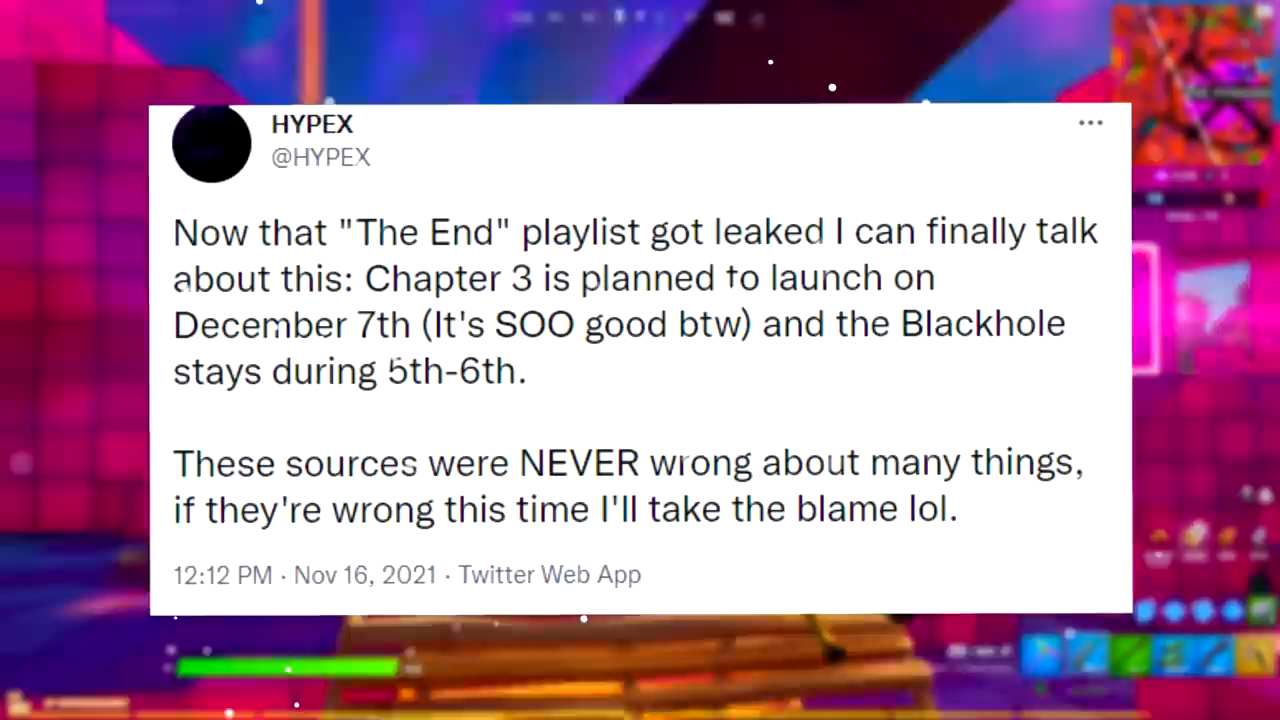 HYPEX
@HYPEX
Now that "The End" playlist got leaked I can finally talk
about this: Chapter 3 is planned to launch on
December 7th (It's SOO good btw) and the Blackhole
stays during 5th-6th.
These sources were NEVER wrong about many things,
if they're wrong this time I'll take the blame lol.
12:12 PM · Nov 16, 2021 · Twitter Web App